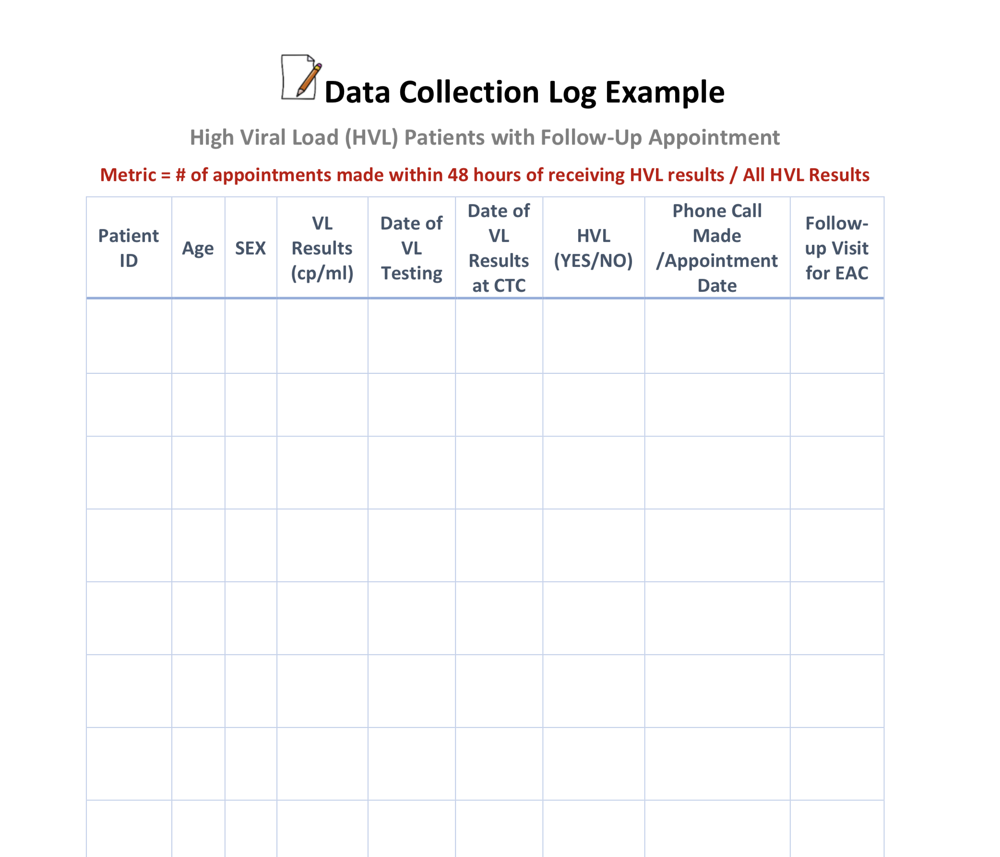 Data Collection Log Example
High Viral Load (HVL) Patients with Follow-Up Appointment
Metric = # of appointments made within 48 hours of receiving HVL results / All HVL Results
Patient
ID
Age
SEX
VL
Results
(cp/ml)
Date of
VL
Testing
Date of
VL
Results
at CTC
HVL
(YES/NO)
Phone Call
Made
/Appointment
Date
Follow-
up Visit
for EAC